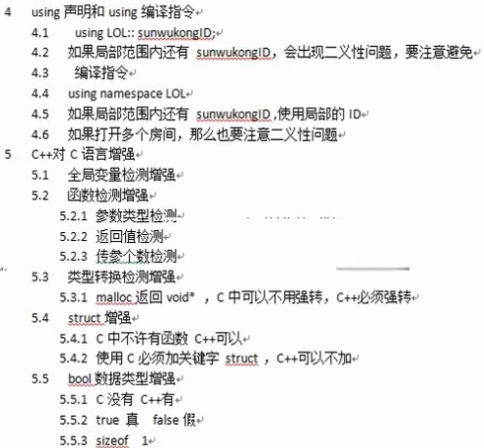 4 using 声明和 using 编译指令
4.1 using LOL:: sunwukongID;
4.2 如果局部范围内还有 sunwukongID，会出现二义性问题，要注意避免
4.3 编译指令
4.4 using namespace LOL
4.5 如果局部范围内还有 sunwukongID ,使用局部的 ID
4.6 如果打开多个房间，那么也要注意二义性问题
5 C++对 C 语言增强
5.1 全局变量检测增强
5.2 函数检测增强
5.2.1 参数类型检测
5.2.2 返回值检测
5.2.3 传参个数检测
5.3 类型转换检测增强
5.3.1 malloc 返回 void* ，C 中可以不用强转，C++必须强转
5.4 struct 增强
5.4.1 C 中不许有函数 C++可以
5.4.2 使用 C 必须加关键字 struct ，C++可以不加
5.5 bool 数据类型增强
5.5.1 C 没有 C++有
5.5.2 true 真 false 假
5.5.3 sizeof 1